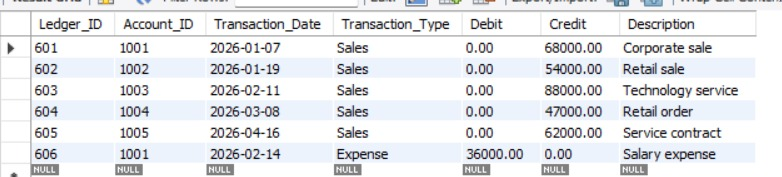 Ledger_ID Account_ID Transaction_Date Transaction_Type Debit Credit Description
601 1001 2026-01-07 Sales 0.00 68000.00 Corporate sale
602 1002 2026-01-19 Sales 0.00 54000.00 Retail sale
603 1003 2026-02-11 Sales 0.00 88000.00 Technology service
604 1004 2026-03-08 Sales 0.00 47000.00 Retail order
605 1005 2026-04-16 Sales 0.00 62000.00 Service contract
606 1001 2026-02-14 Expense 36000.00 0.00 Salary expense
NULL NULL NULL NULL NULL NULL NULL